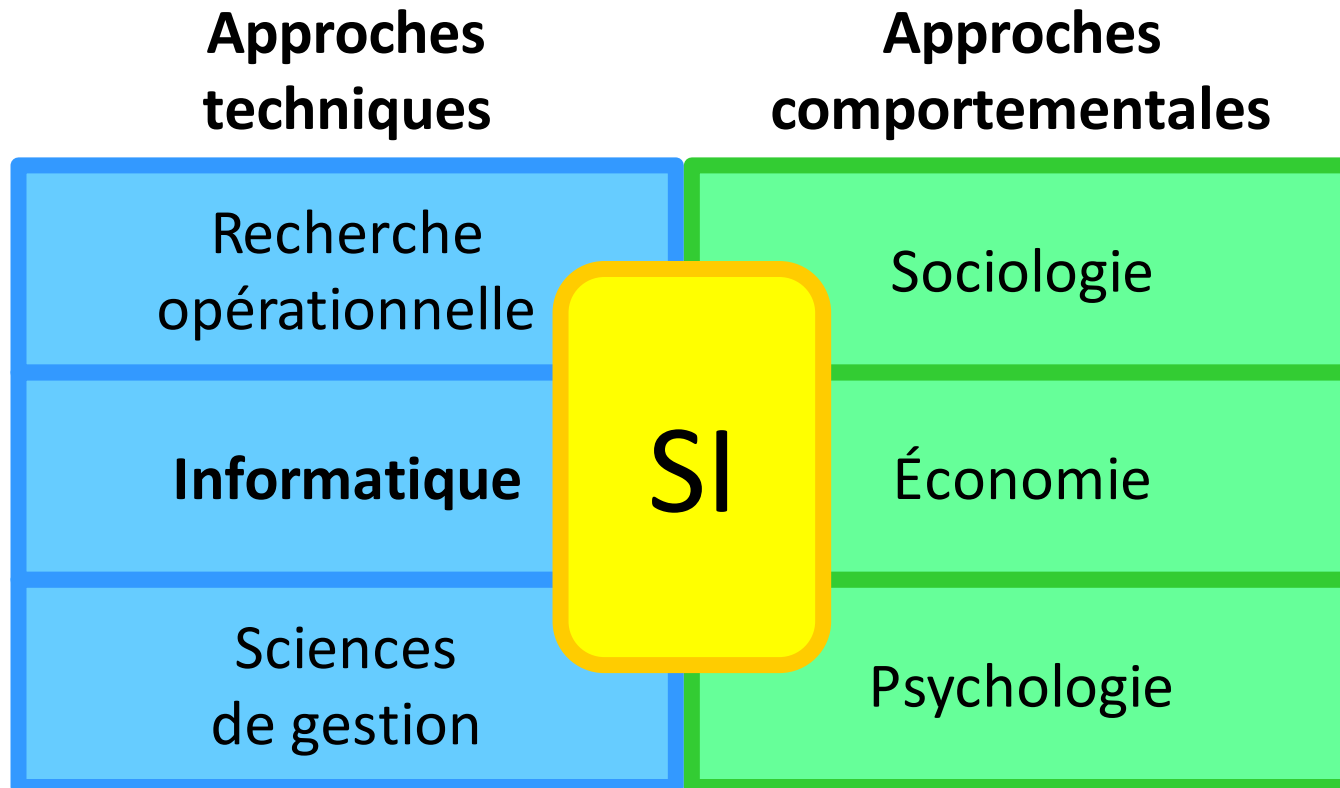 Approches
techniques
Approches
comportementales
Recherche
opérationnelle
Informatique
Sciences
de gestion
SI
Sociologie
Économie
Psychologie